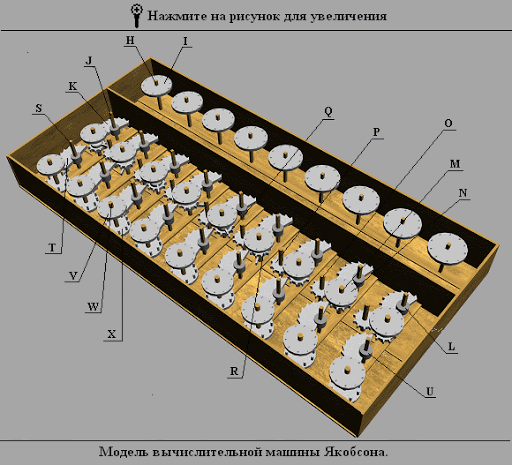 Нажмите на рисунок для увеличения
H
I
J
K
S
Q
P
O
M
N
T
V
W
X
R
L
U
Модель вычислительной машины Якобсона.